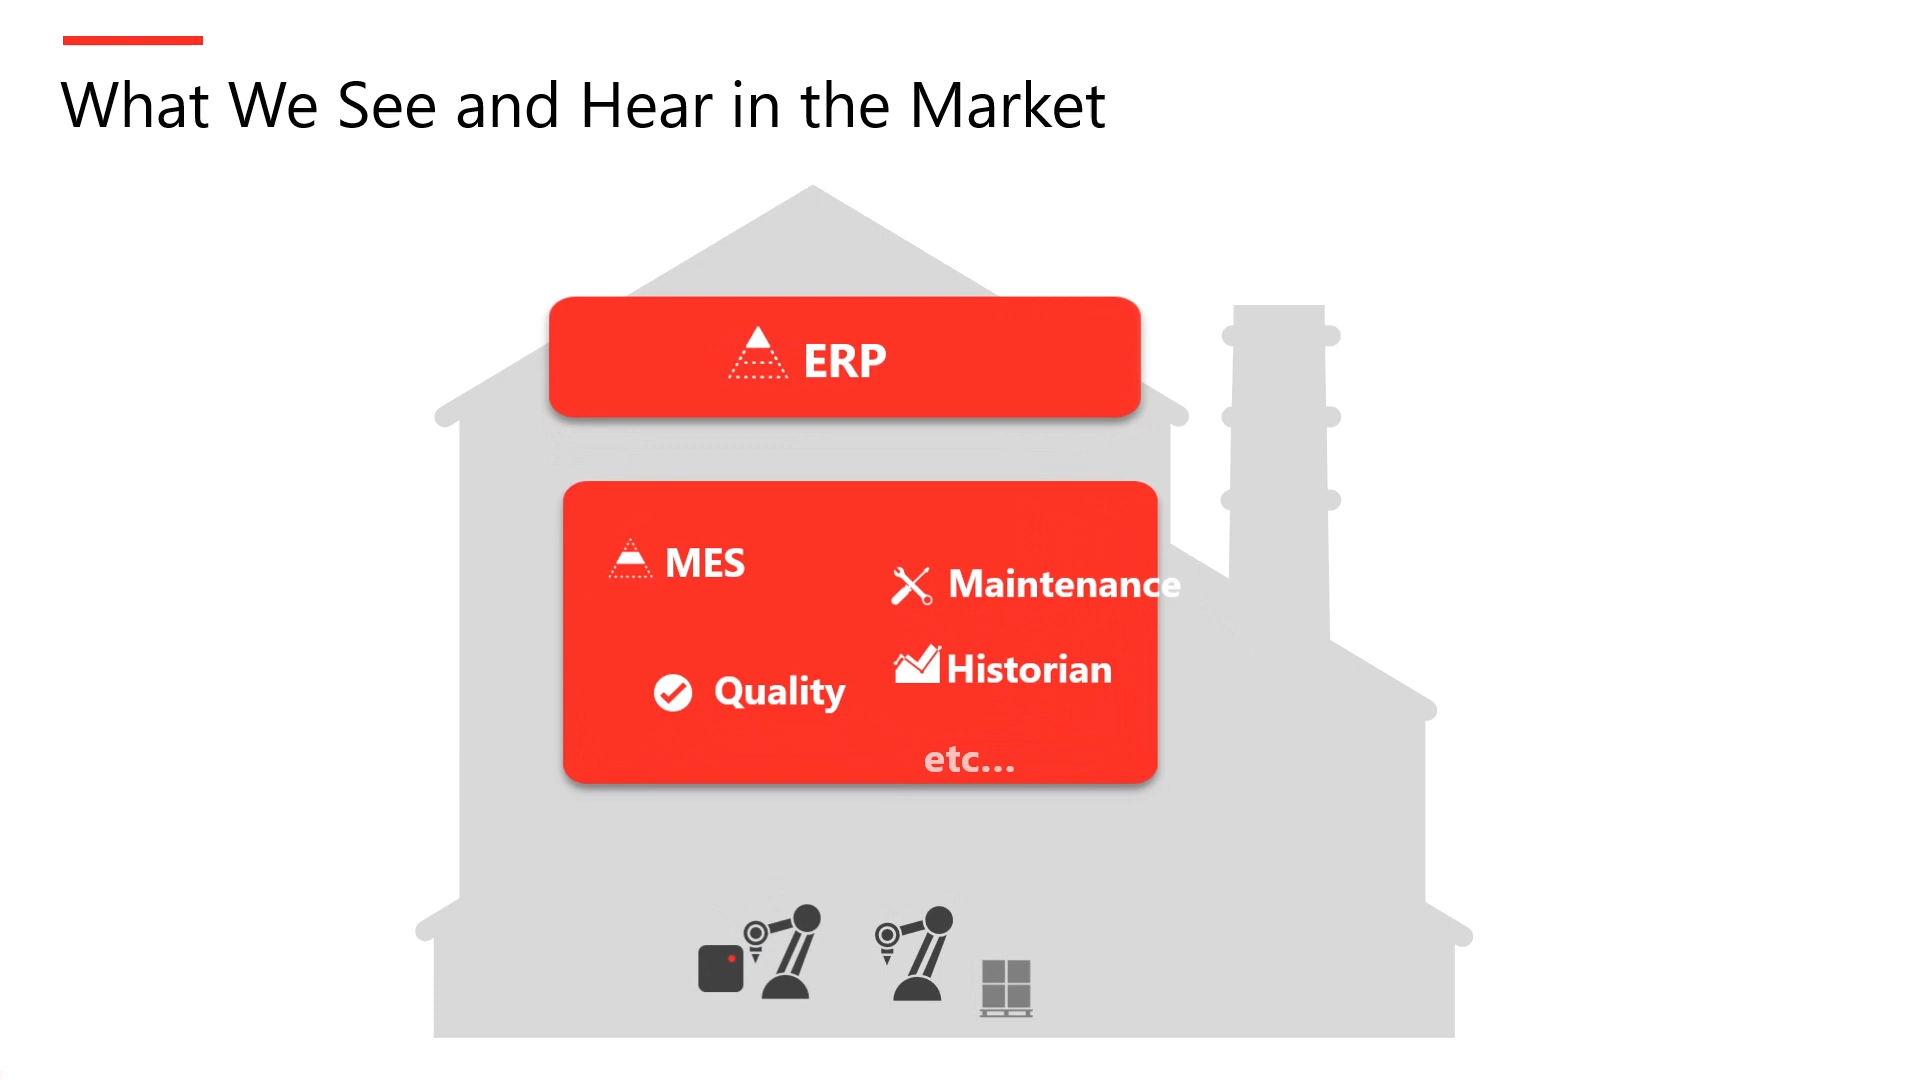 What We See and Hear in the Market
ERP
MES
Maintenance
Historian
Quality
etc...